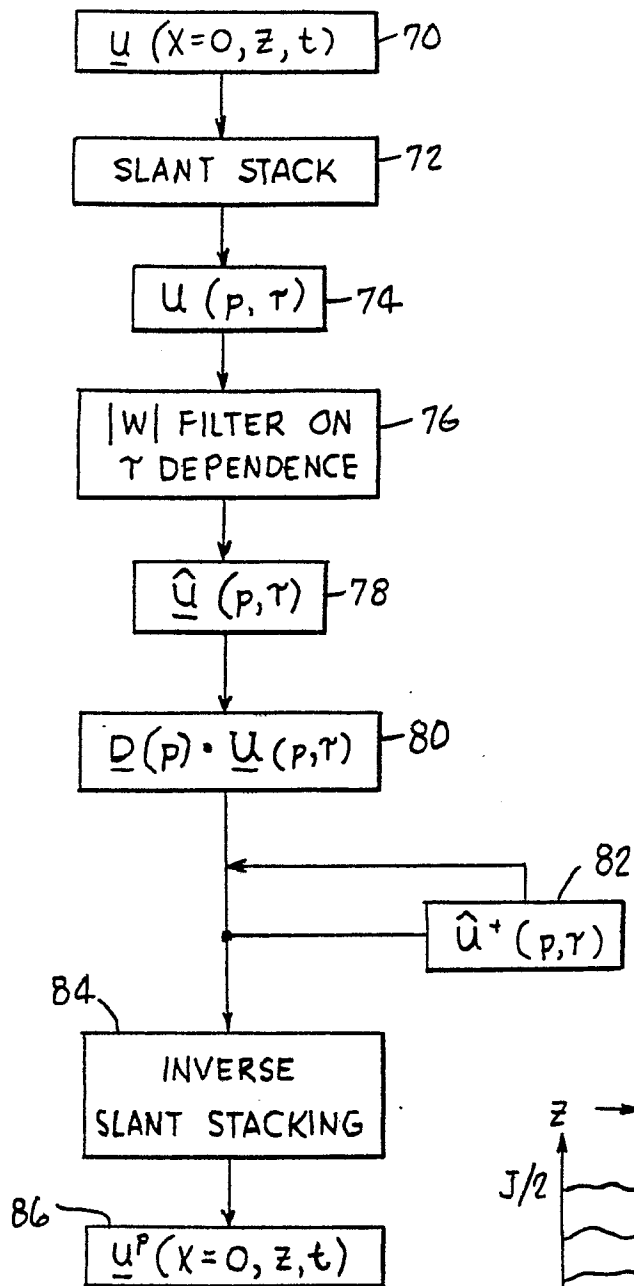 u (X=0, Z, t) 70
SLANT STACK 72
U (p, τ) 74
|W| FILTER ON 76
τ DEPENDENCE
Û (p,τ) 78
D(p) · U (p,τ) 80
82
Û⁺ (p,τ)
84
INVERSE
SLANT STACKING
Z
J/2
86
uᴾ (X=0, Z, t)